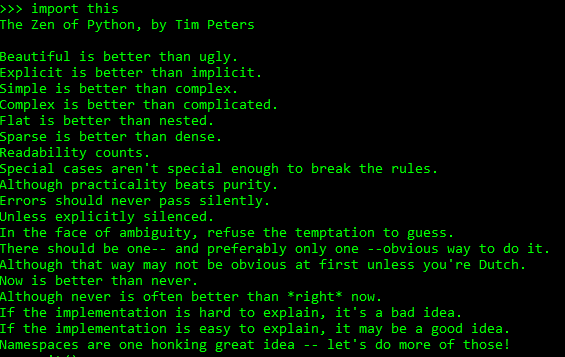 >>> import this
The Zen of Python, by Tim Peters

Beautiful is better than ugly.
Explicit is better than implicit.
Simple is better than complex.
Complex is better than complicated.
Flat is better than nested.
Sparse is better than dense.
Readability counts.
Special cases aren't special enough to break the rules.
Although practicality beats purity.
Errors should never pass silently.
Unless explicitly silenced.
In the face of ambiguity, refuse the temptation to guess.
There should be one-- and preferably only one --obvious way to do it.
Although that way may not be obvious at first unless you're Dutch.
Now is better than never.
Although never is often better than *right* now.
If the implementation is hard to explain, it's a bad idea.
If the implementation is easy to explain, it may be a good idea.
Namespaces are one honking great idea -- let's do more of those!